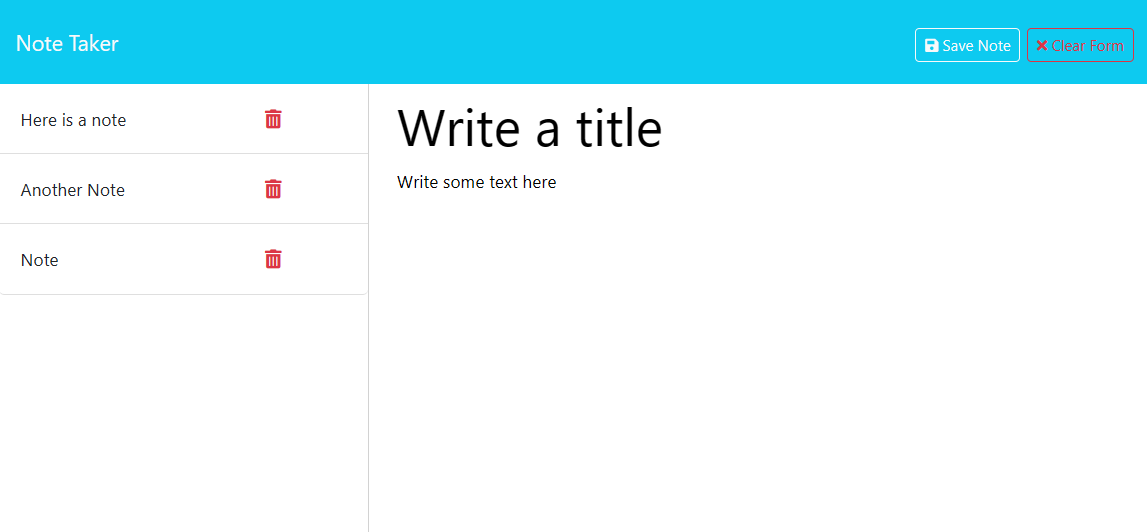 Note Taker
Save Note
Clear Form
Here is a note
Another Note
Note
Write a title
Write some text here